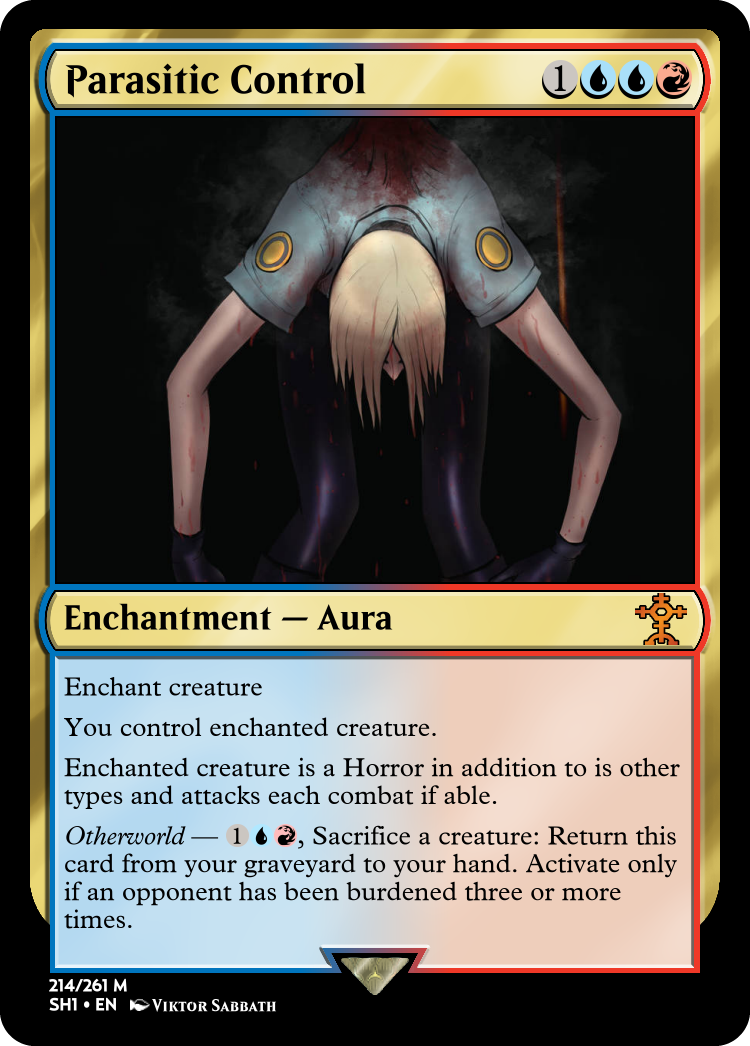 Parasitic Control 1
Enchantment — Aura
Enchant creature
You control enchanted creature.
Enchanted creature is a Horror in addition to is other
types and attacks each combat if able.
Otherworld — 1 , Sacrifice a creature: Return this
card from your graveyard to your hand. Activate only
if an opponent has been burdened three or more
times.
214/261 M
SH1 • EN Viktor Sabbath